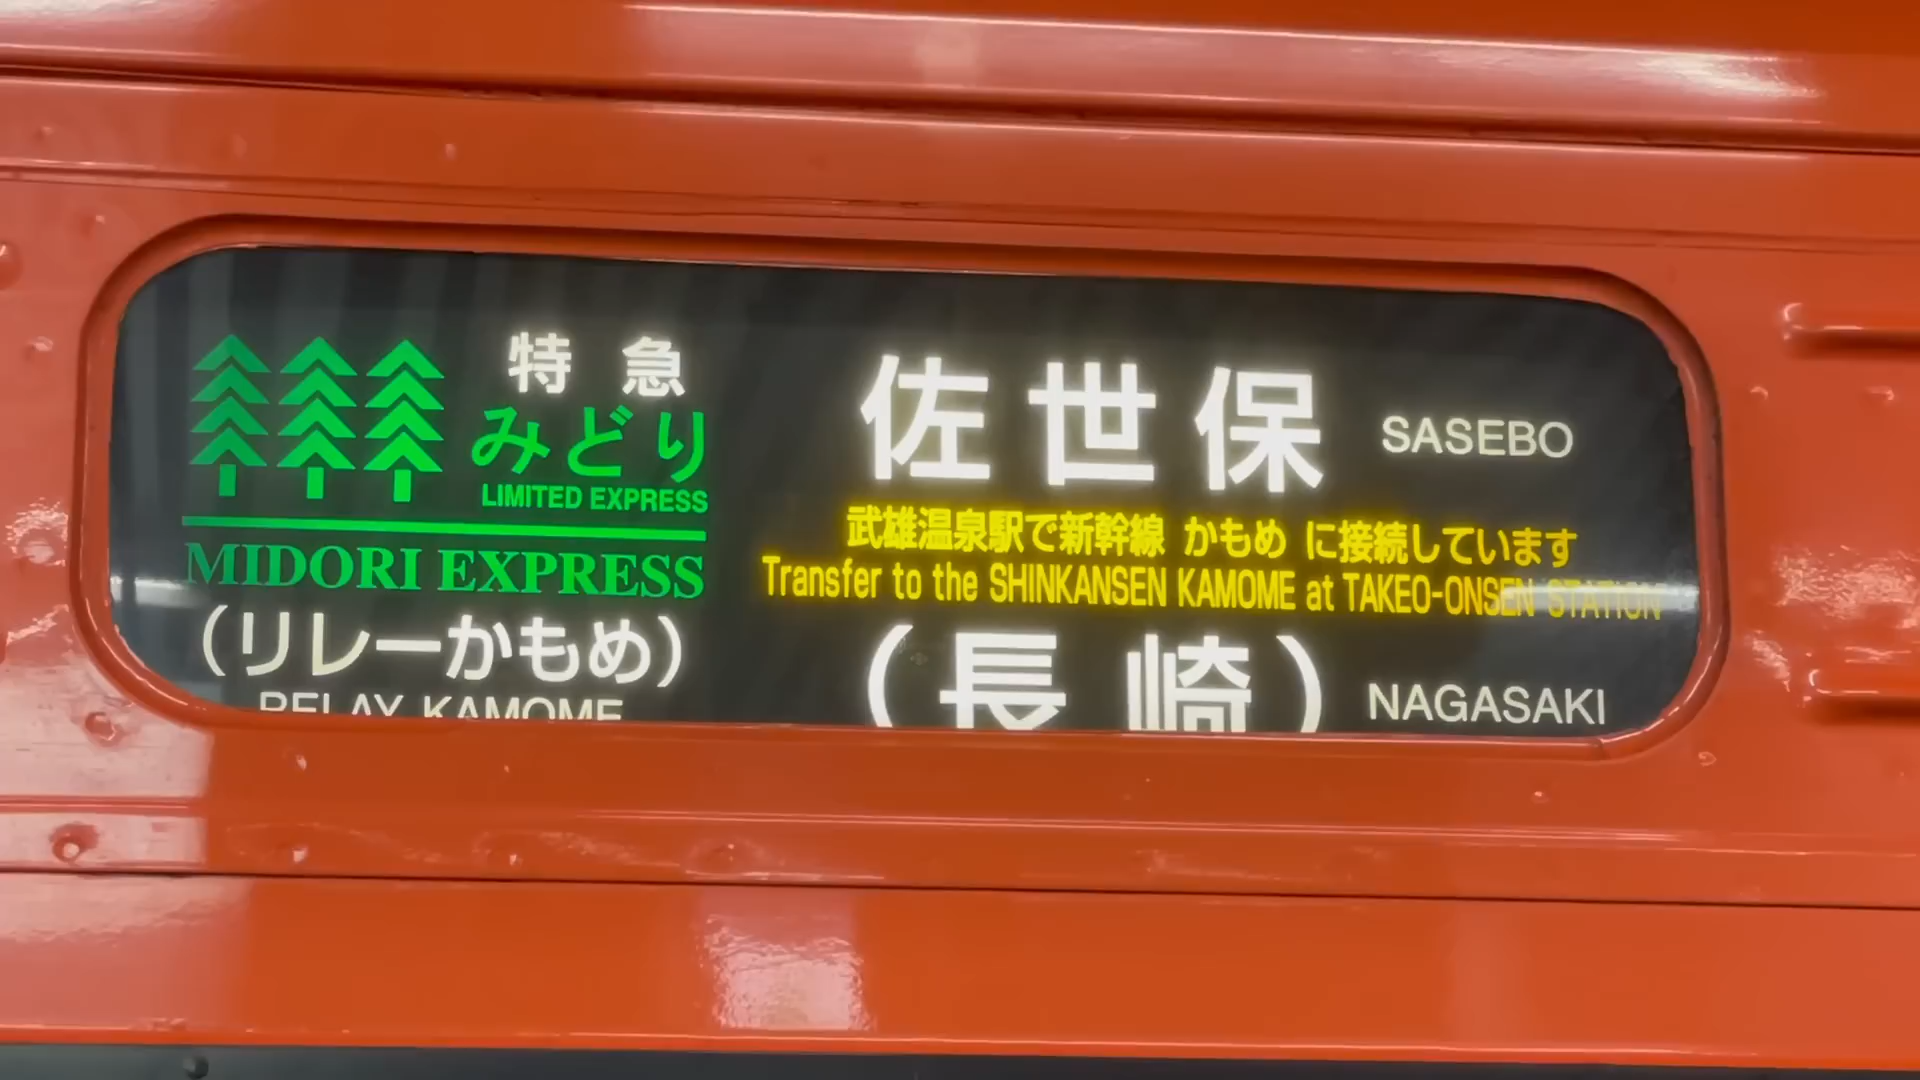 特急
みどり
LIMITED EXPRESS
MIDORI EXPRESS
(リレーかもめ)
RELAY KAMOME
佐世保 SASEBO
武雄温泉駅で新幹線 かもめ に接続しています
Transfer to the SHINKANSEN KAMOME at TAKEO-ONSEN STATION
(長崎) NAGASAKI